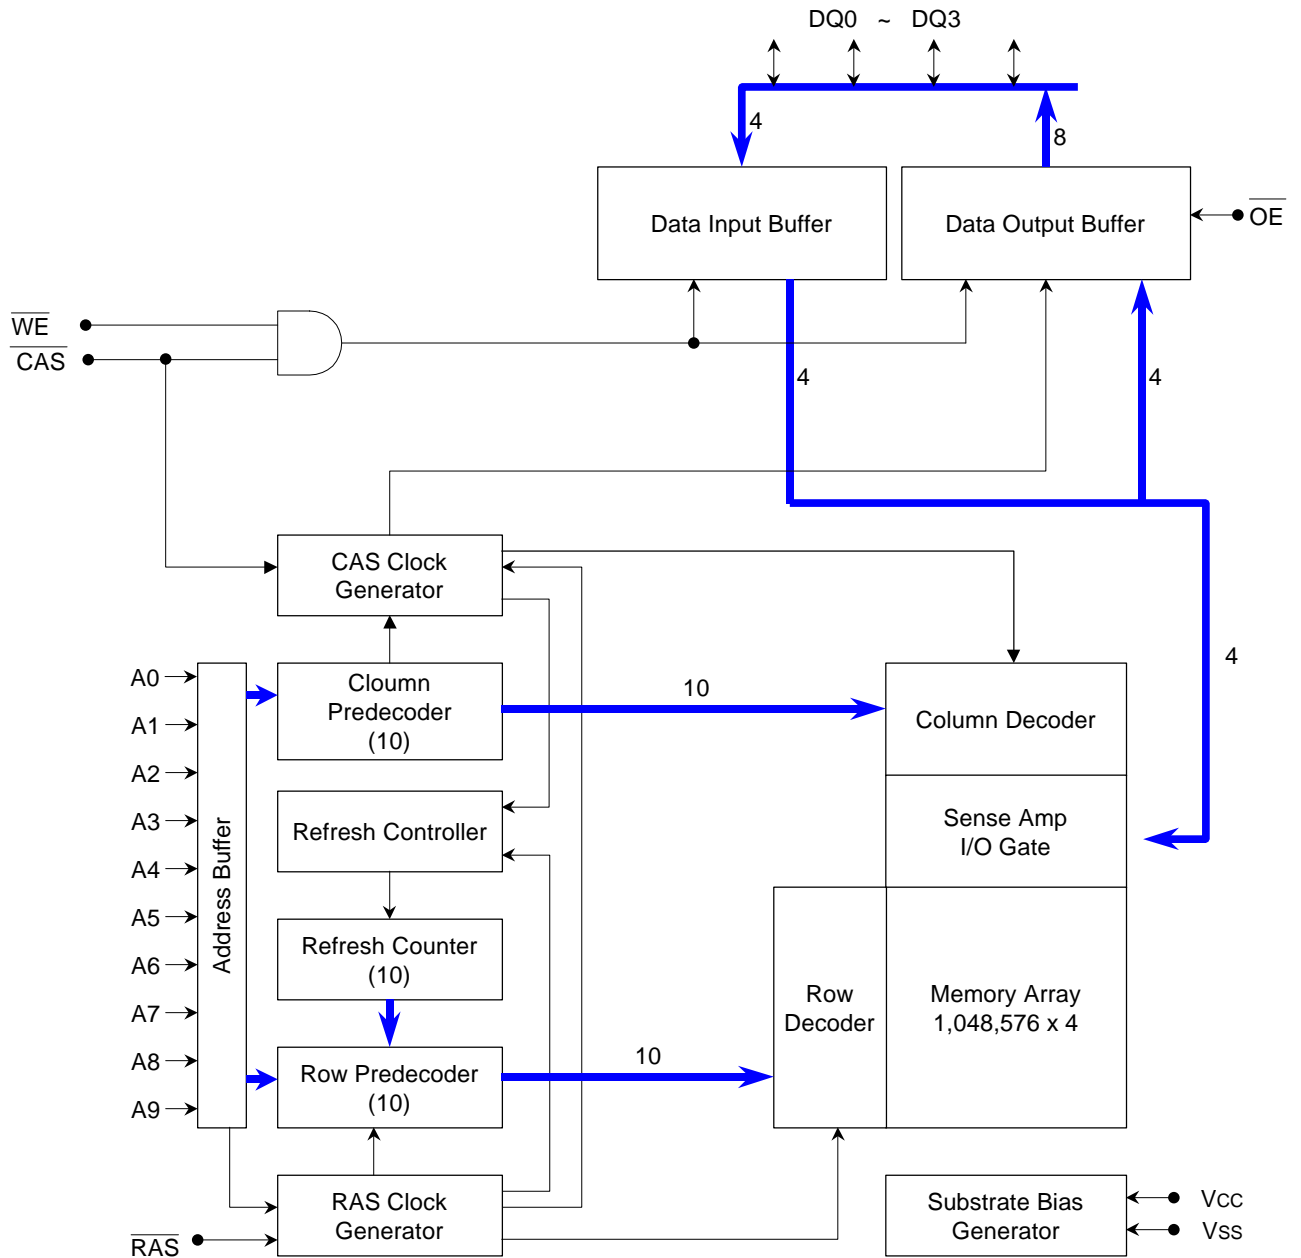 DQ0 ~ DQ3
4
8
Data Input Buffer
Data Output Buffer
OE
WE
CAS
4
4
CAS Clock
Generator
4
A0
A1
A2
A3
A4
A5
A6
A7
A8
A9
Address Buffer
Cloumn
Predecoder
(10)
10
Column Decoder
Refresh Controller
Sense Amp
I/O Gate
Refresh Counter
(10)
Row
Decoder
Memory Array
1,048,576 x 4
Row Predecoder
(10)
10
RAS Clock
Generator
RAS
Substrate Bias
Generator
Vcc
Vss